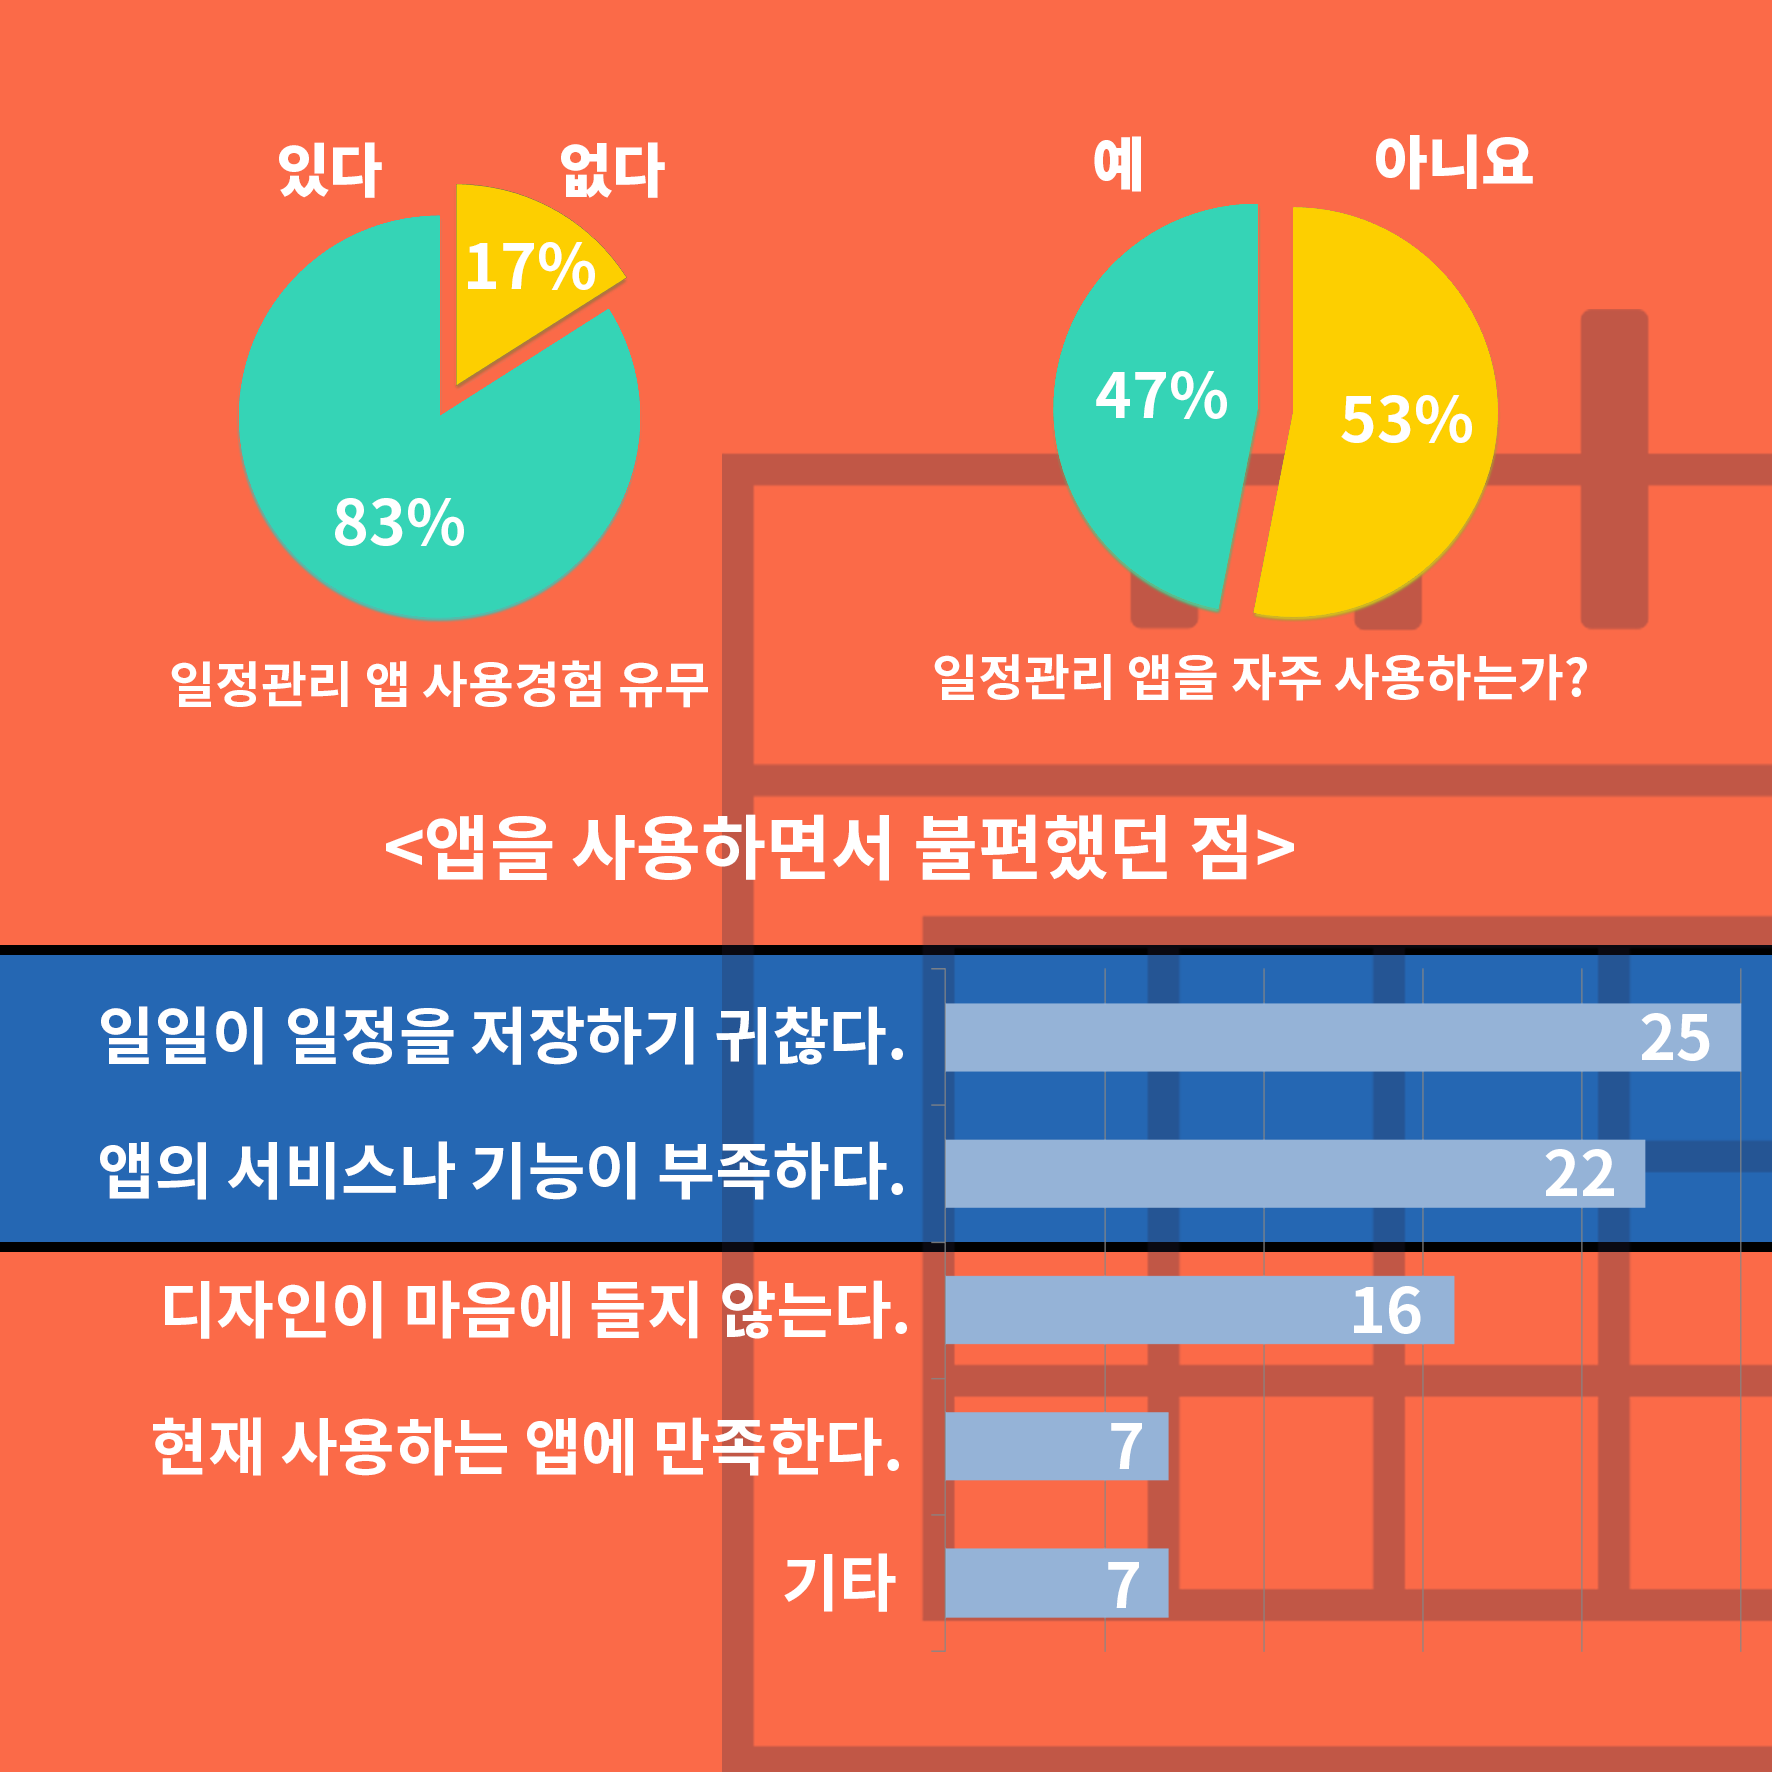 있다 없다
17%
83%
일정관리 앱 사용경험 유무
예 아니요
47%
53%
일정관리 앱을 자주 사용하는가?
<앱을 사용하면서 불편했던 점>
일일이 일정을 저장하기 귀찮다. 25
앱의 서비스나 기능이 부족하다. 22
디자인이 마음에 들지 않는다. 16
현재 사용하는 앱에 만족한다. 7
기타 7